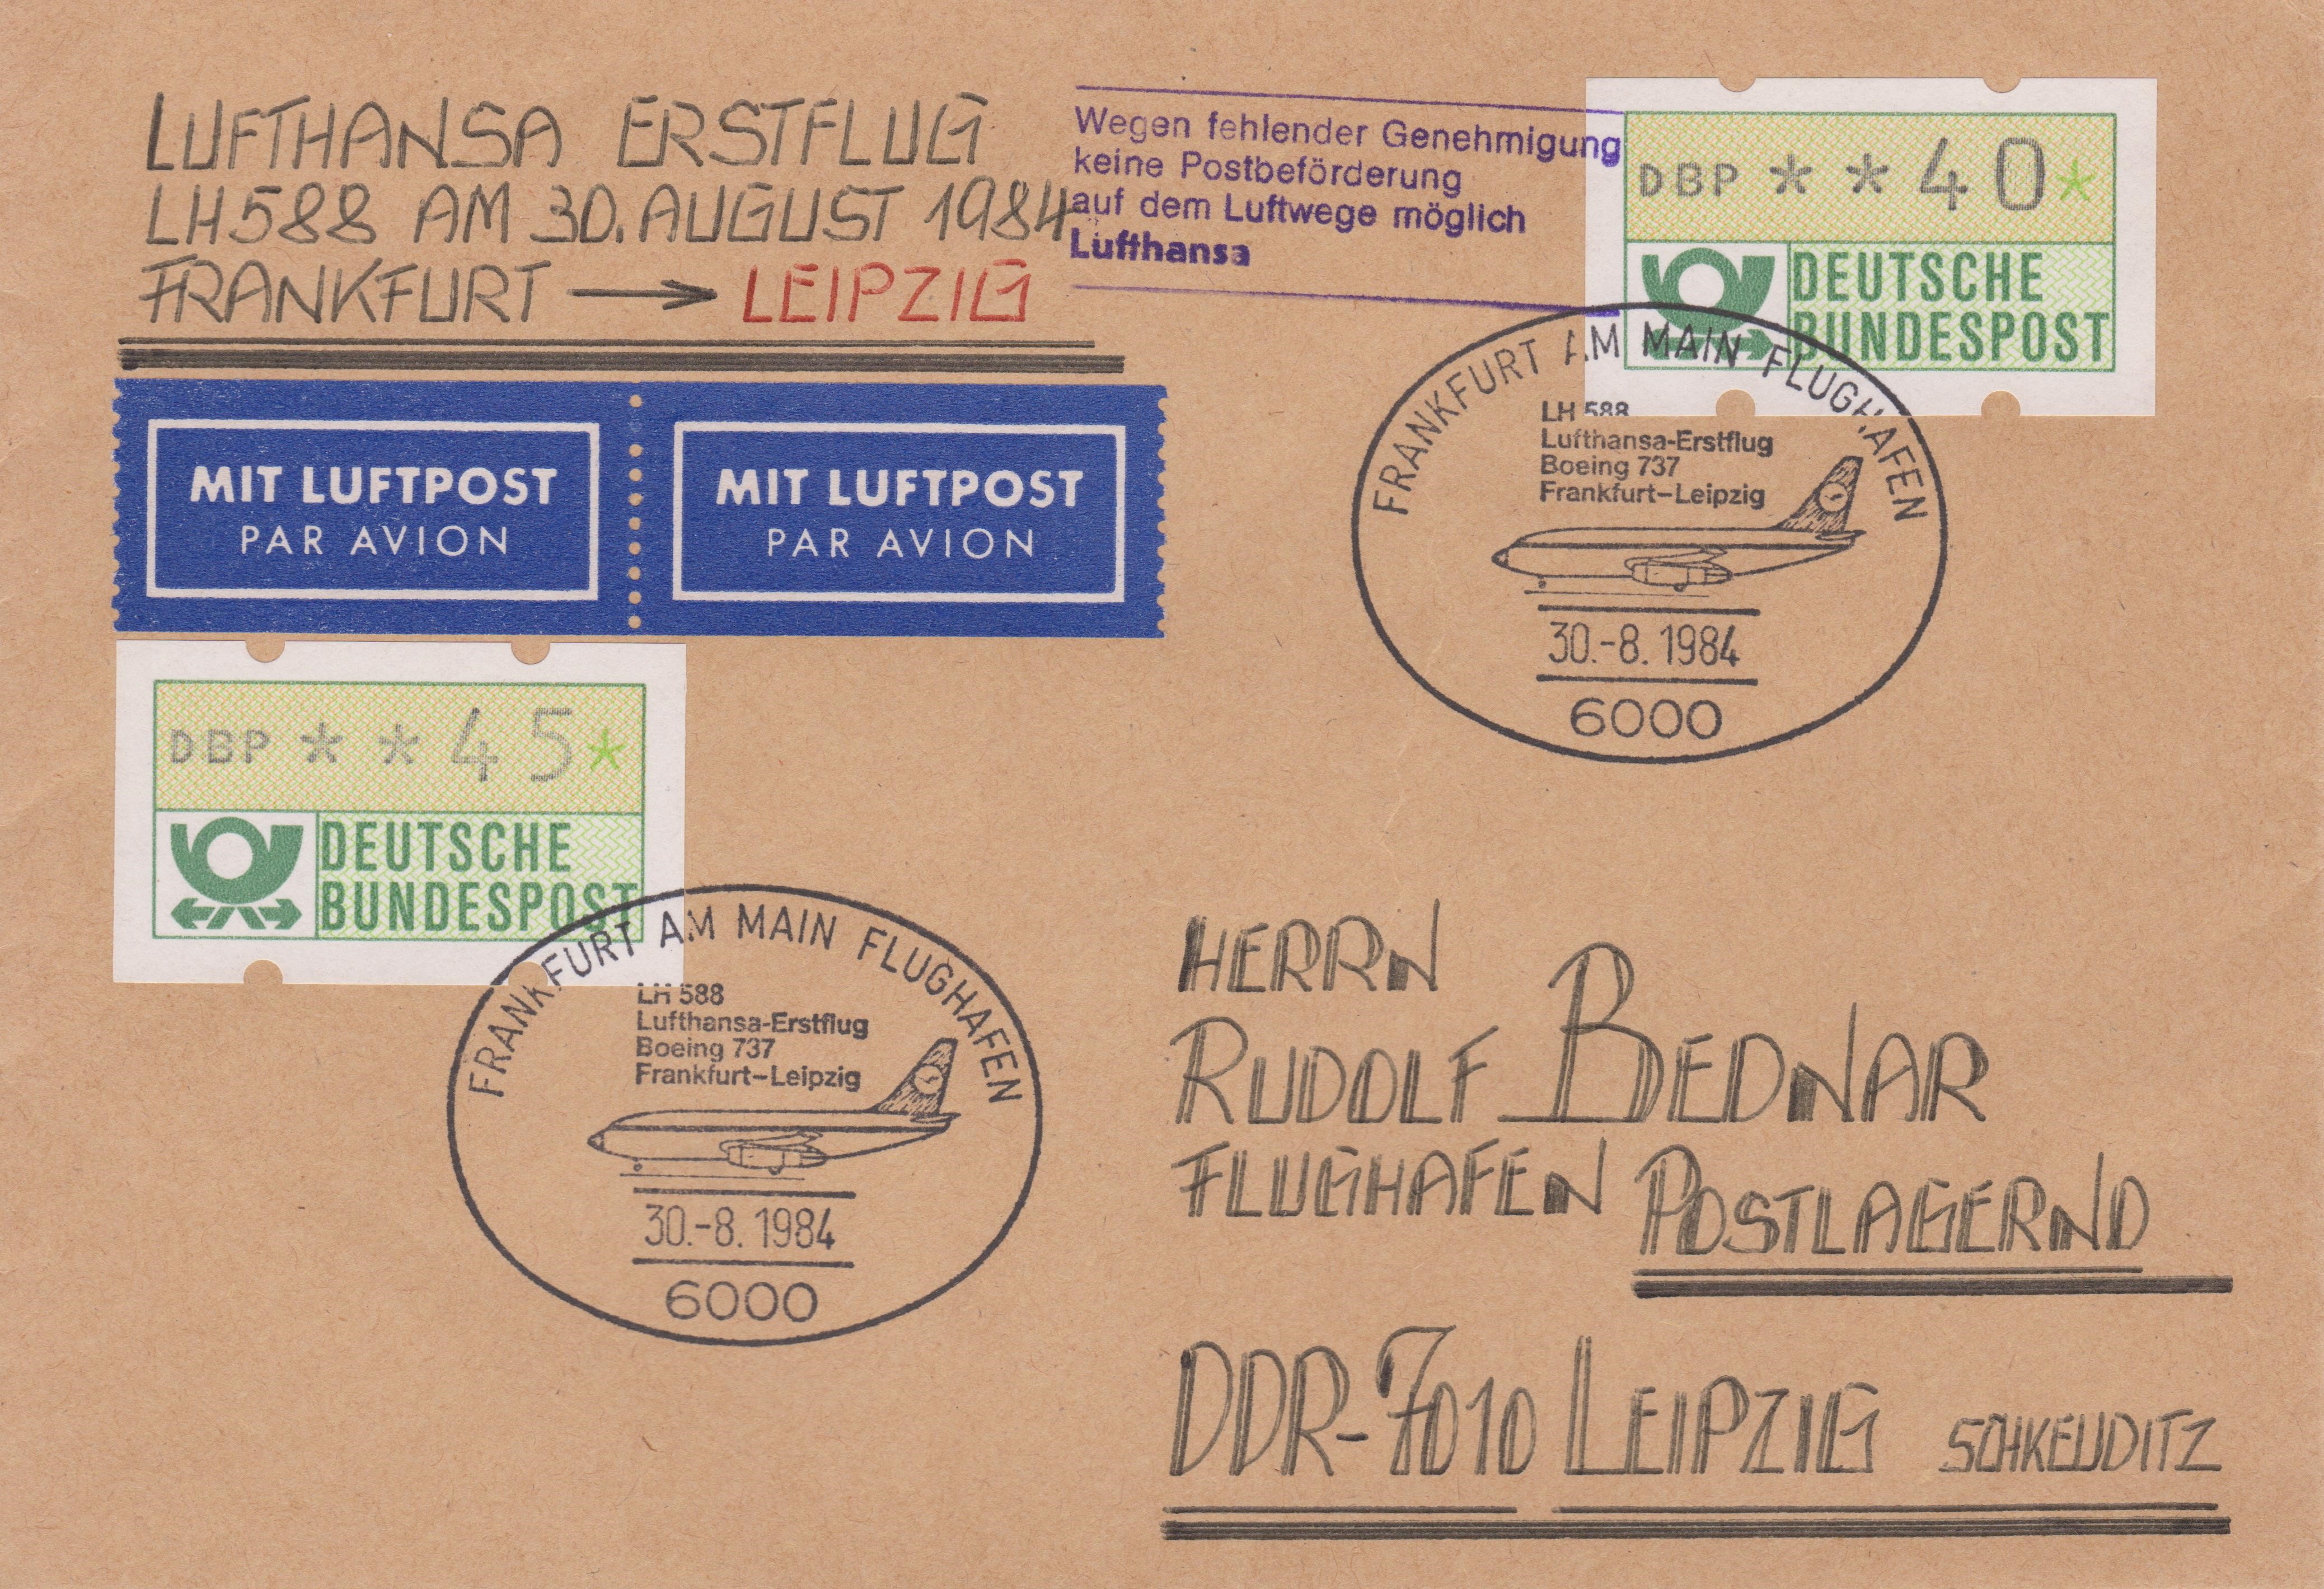 LUFTHANSA ERSTFLUG
LH588 AM 30. AUGUST 1984
FRANKFURT → LEIPZIG
Wegen fehlender Genehmigung
keine Postbeförderung
auf dem Luftwege möglich
Lufthansa
DBP **40*
DEUTSCHE
BUNDESPOST
MIT LUFTPOST
PAR AVION
MIT LUFTPOST
PAR AVION
FRANKFURT AM MAIN FLUGHAFEN
LH 588
Lufthansa-Erstflug
Boeing 737
Frankfurt–Leipzig
30.-8.1984
6000
DBP **45*
DEUTSCHE
BUNDESPOST
FRANKFURT AM MAIN FLUGHAFEN
LH 588
Lufthansa-Erstflug
Boeing 737
Frankfurt–Leipzig
30.-8.1984
6000
HERRN
RUDOLF BEDNAR
FLUGHAFEN POSTLAGERND
DDR-7010 LEIPZIG SCHKEUDITZ